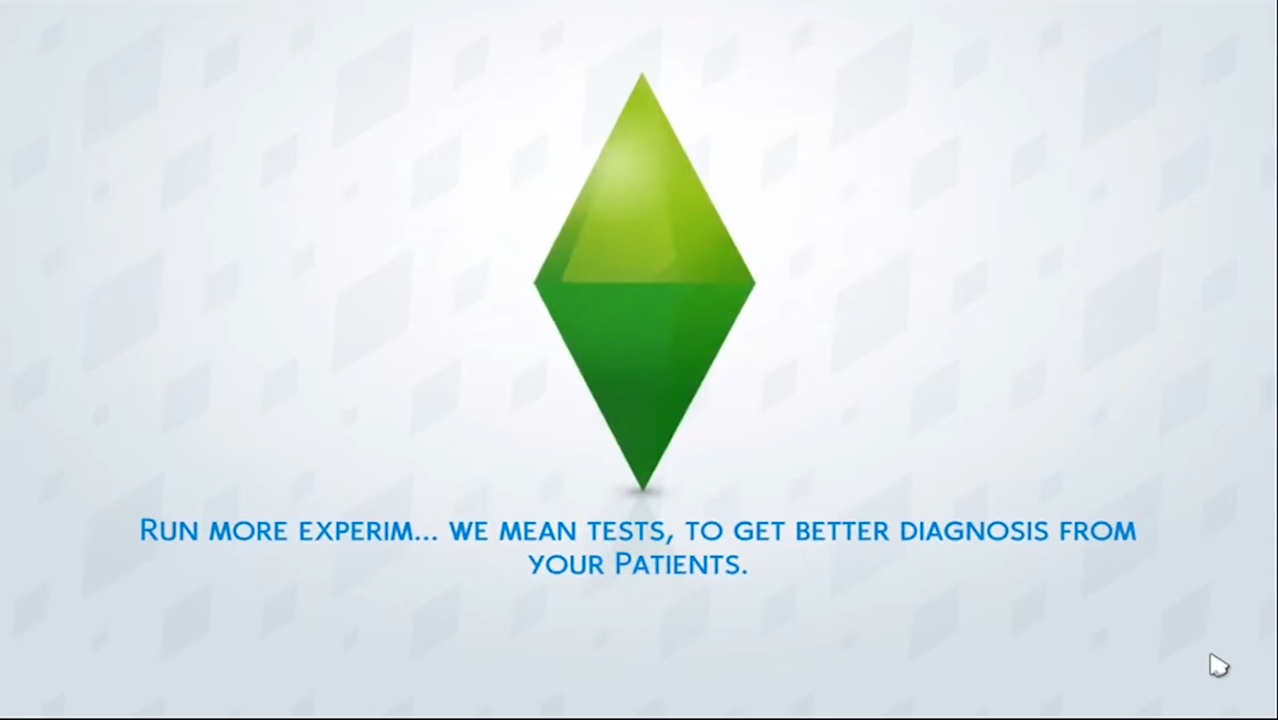 Run more experim... we mean tests, to get better diagnosis from
your Patients.